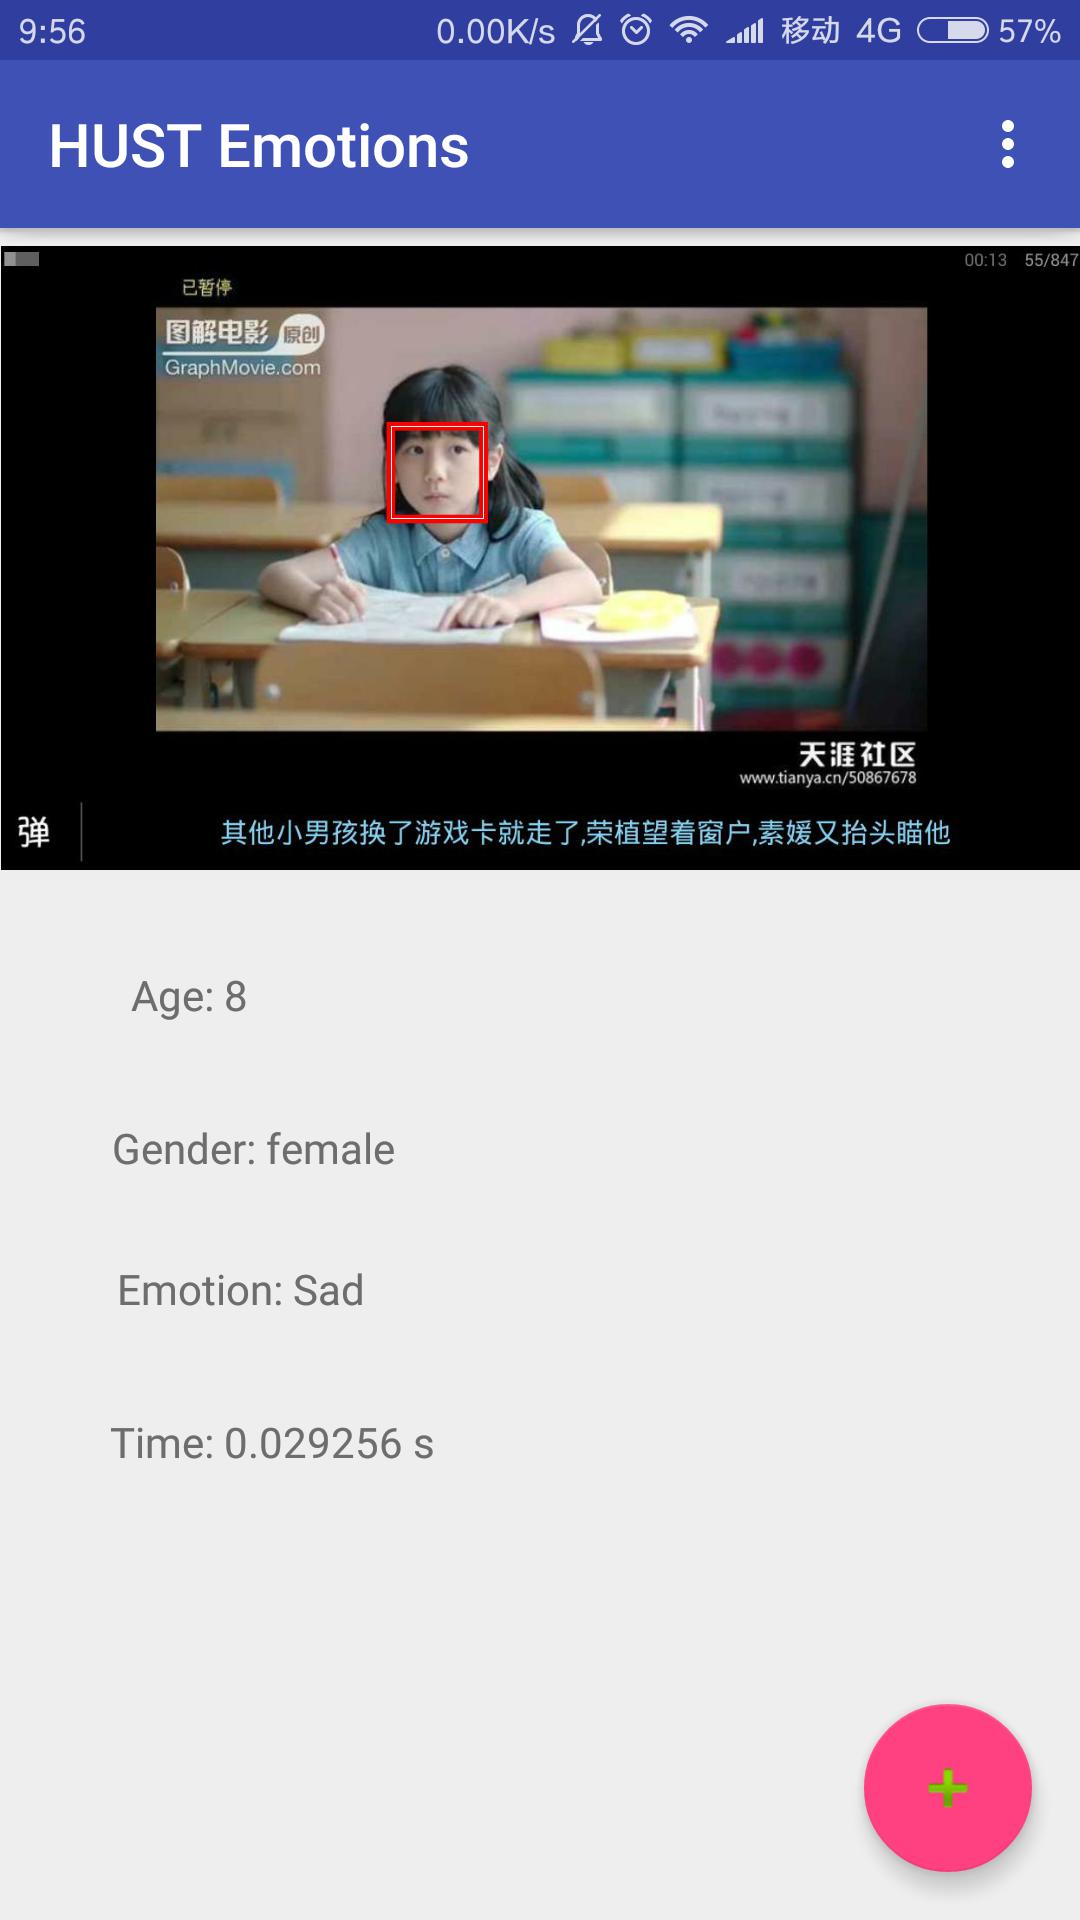 9:56
0.00K/s 移动 4G 57%
HUST Emotions
00:13 55/847
已暂停
图解电影 原创
GraphMovie.com
天涯社区
www.tianya.cn/50867678
弹
其他小男孩换了游戏卡就走了,荣植望着窗户,素媛又抬头瞄他
Age: 8
Gender: female
Emotion: Sad
Time: 0.029256 s